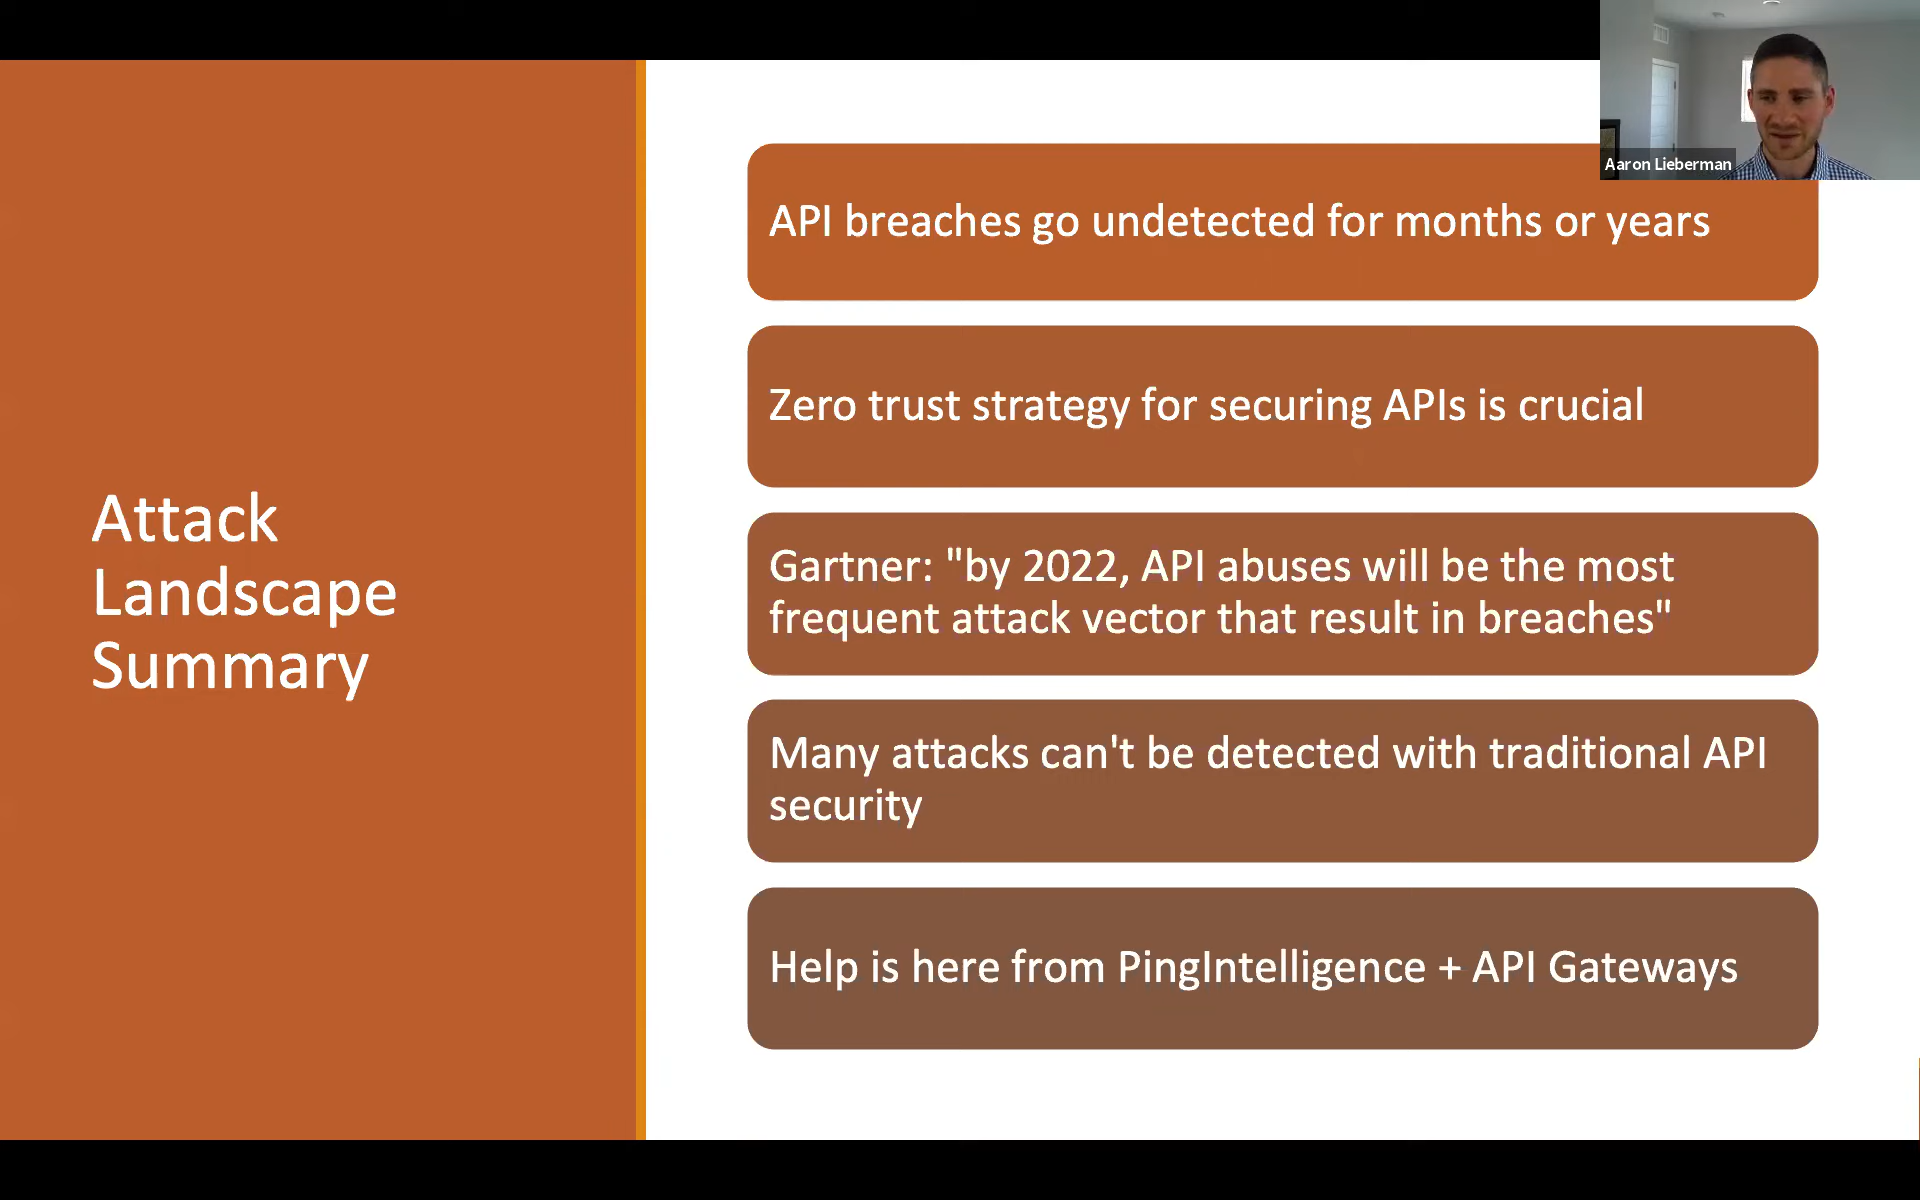 Aaron Lieberman
Attack
Landscape
Summary
API breaches go undetected for months or years
Zero trust strategy for securing APIs is crucial
Gartner: "by 2022, API abuses will be the most
frequent attack vector that result in breaches"
Many attacks can't be detected with traditional API
security
Help is here from PingIntelligence + API Gateways